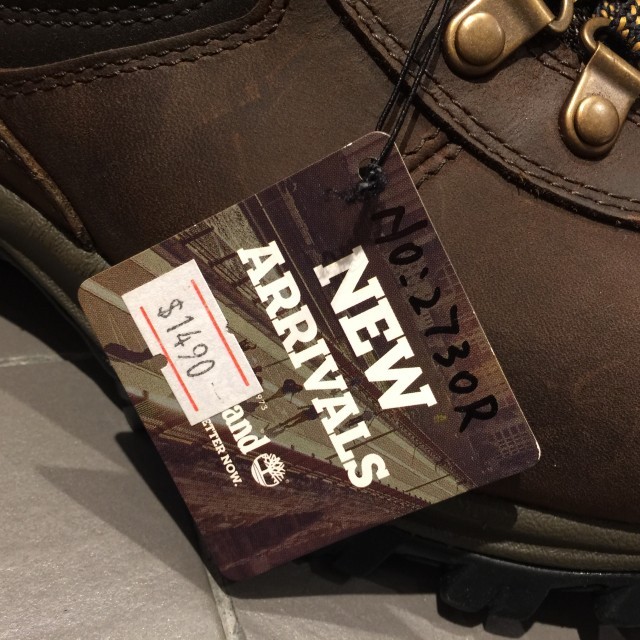 No:2730R
NEW
ARRIVALS
$1490
and
ETTER NOW.